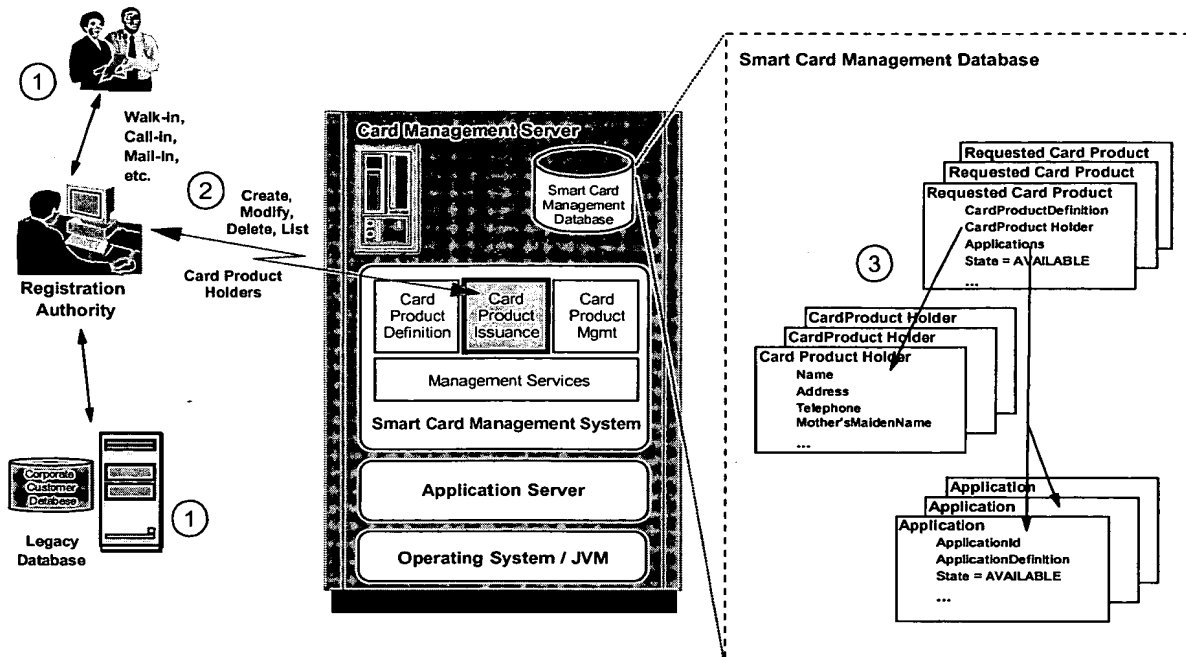 1
Walk-in,
Call-in,
Mail-in,
etc.
Registration
Authority
Corporate
Customer
Database
Legacy
Database
1
2
Create,
Modify,
Delete, List
Card Product
Holders
Card Management Server
Smart Card
Management
Database
Card
Product
Definition
Card
Product
Issuance
Card
Product
Mgmt
Management Services
Smart Card Management System
Application Server
Operating System / JVM
Smart Card Management Database
Requested Card Product
Requested Card Product
Requested Card Product
CardProductDefinition
CardProduct Holder
Applications
State = AVAILABLE
...
3
CardProduct Holder
CardProduct Holder
Card Product Holder
Name
Address
Telephone
Mother'sMaidenName
...
Application
Application
Application
ApplicationId
ApplicationDefinition
State = AVAILABLE
...